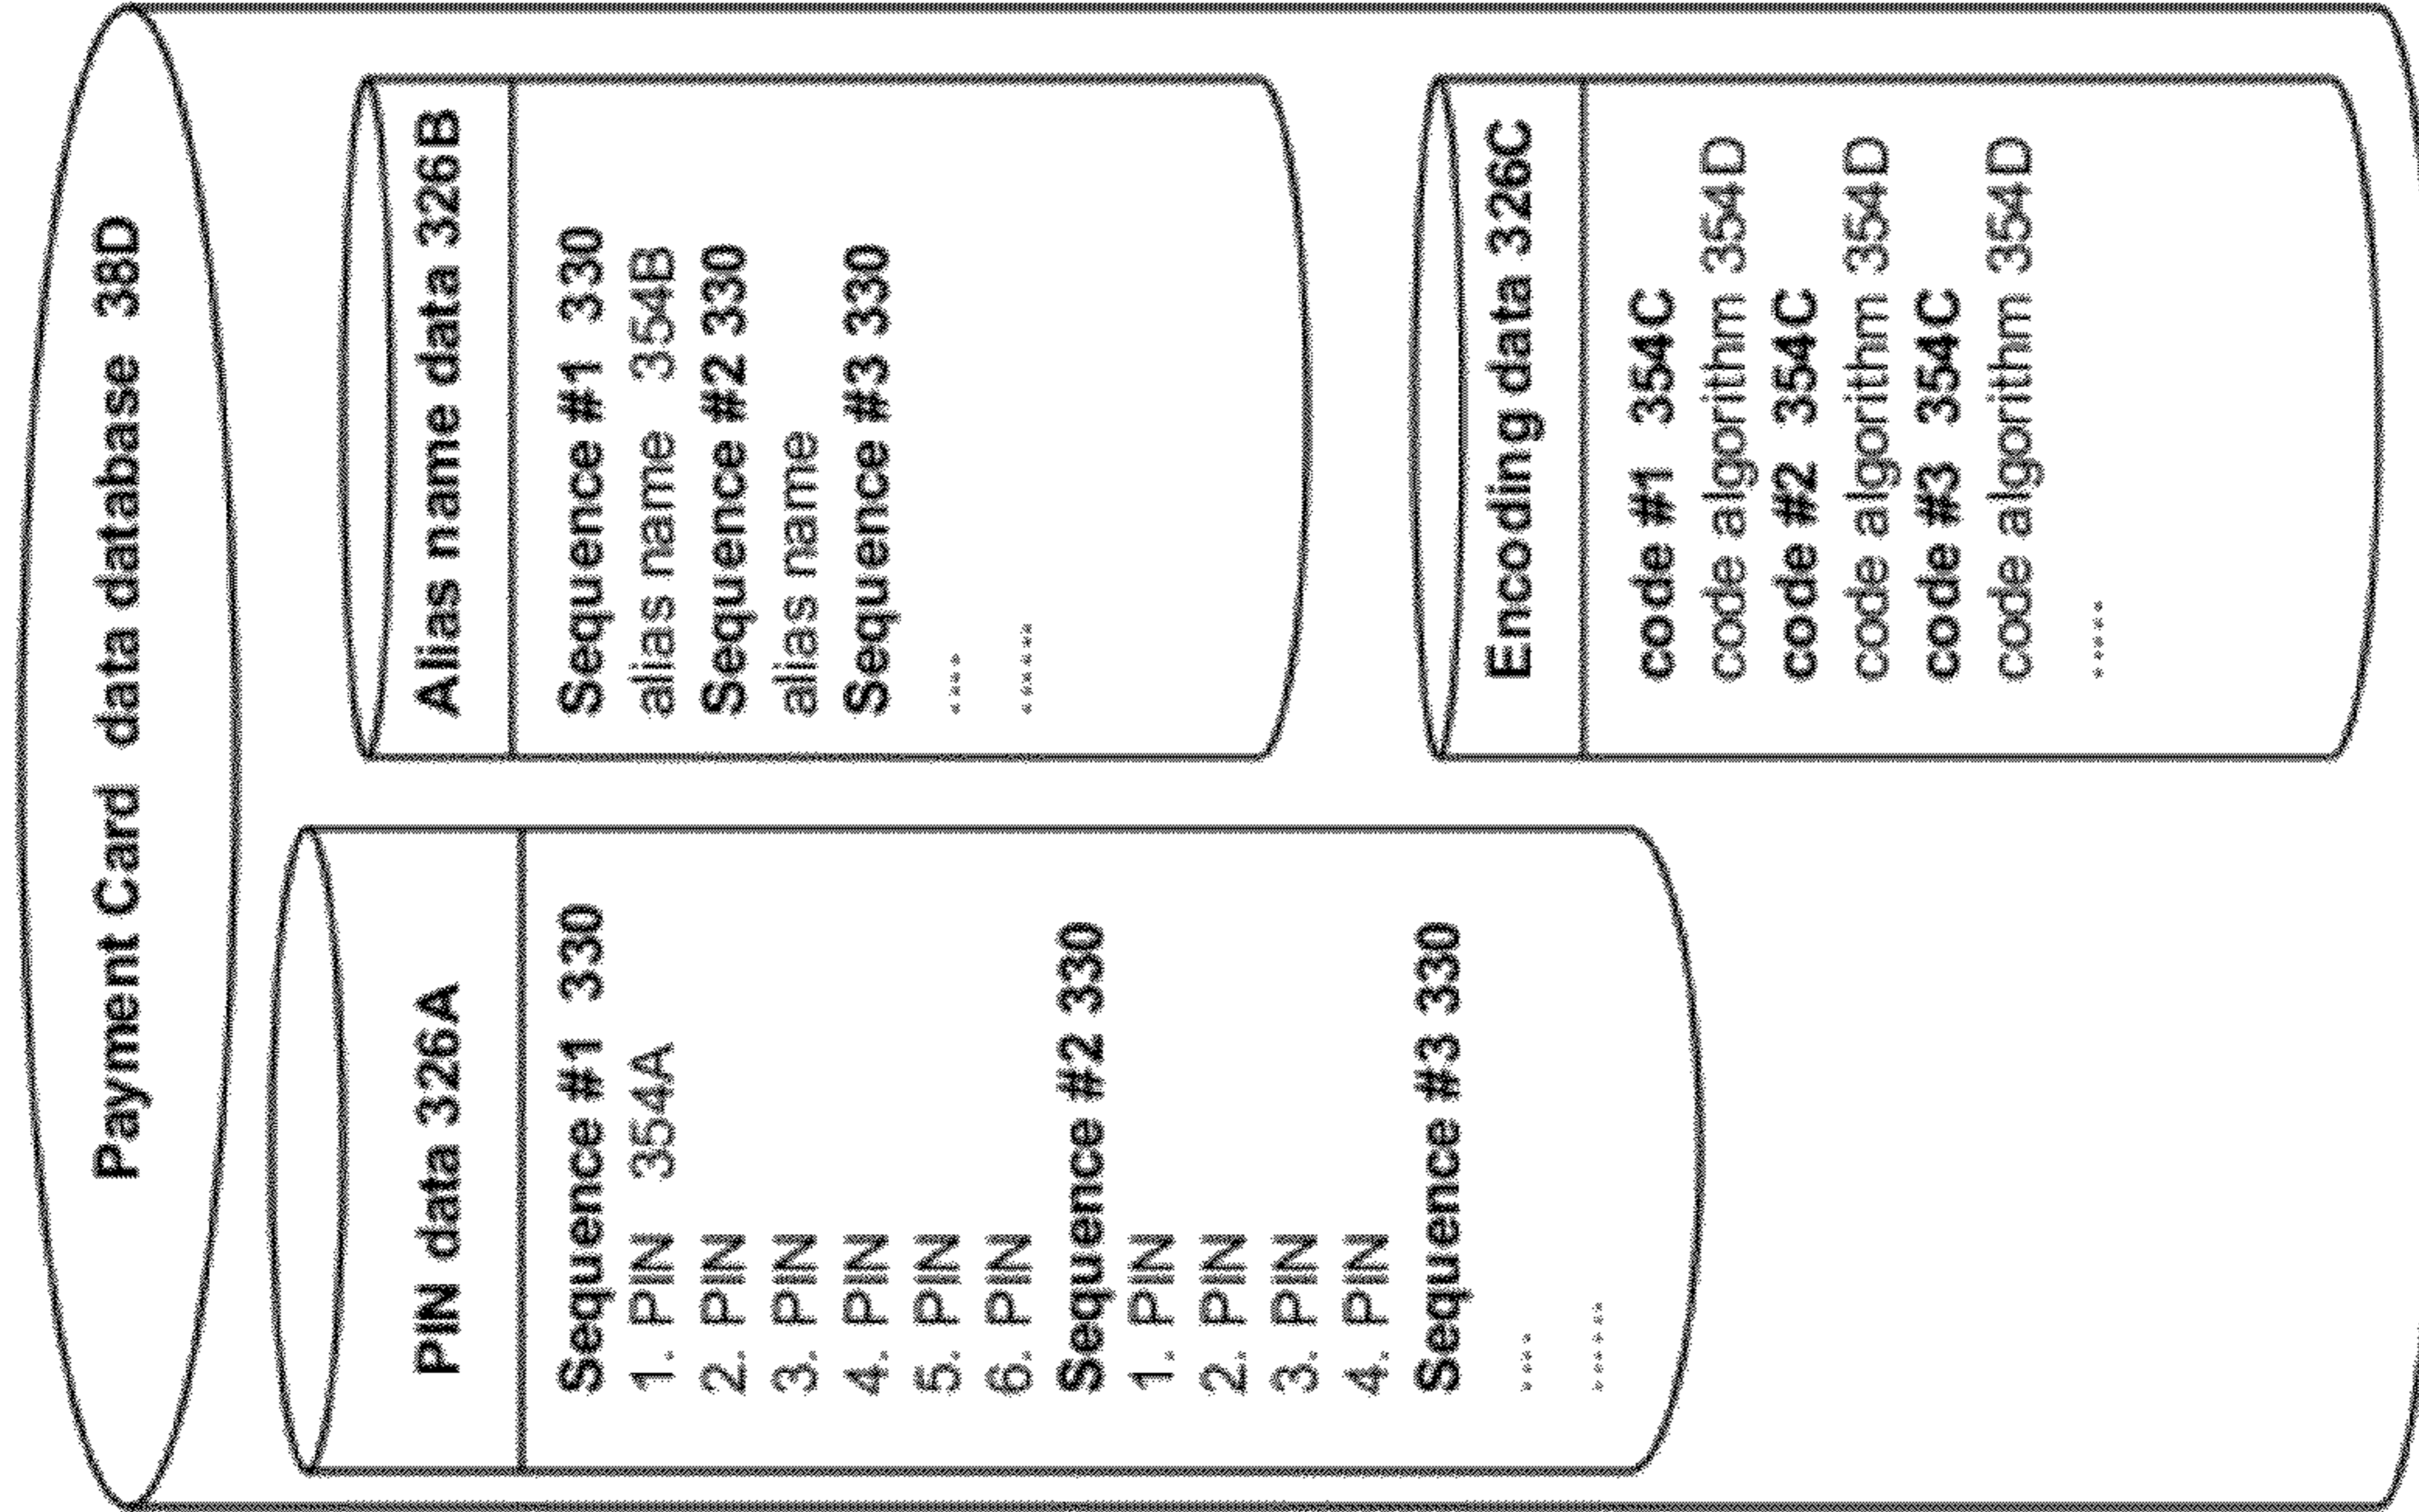 Payment Card data database 38D
PIN data 326A
Sequence #1 330
1. PIN 354A
2. PIN
3. PIN
4. PIN
5. PIN
6. PIN
Sequence #2 330
1. PIN
2. PIN
3. PIN
4. PIN
Sequence #3 330
....
.....
Alias name data 326B
Sequence #1 330
alias name 354B
Sequence #2 330
alias name
Sequence #3 330
....
......
Encoding data 326C
code #1 354C
code algorithm 354D
code #2 354C
code algorithm 354D
code #3 354C
code algorithm 354D
.....